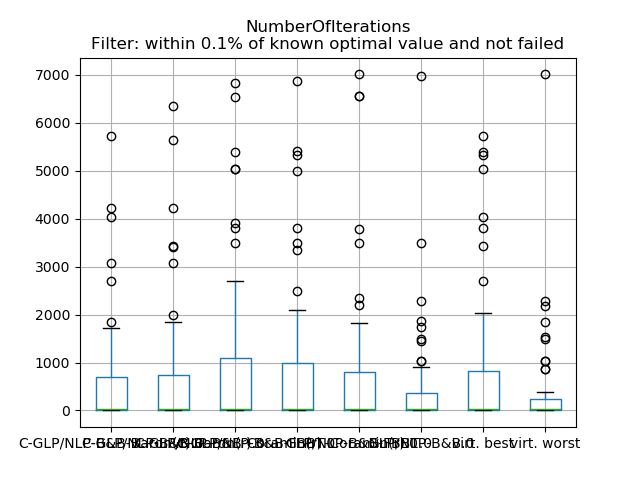 NumberOfIterations
Filter: within 0.1% of known optimal value and not failed
7000
6000
5000
4000
3000
2000
1000
0
C-GLP/NLP- virt. best virt. worst